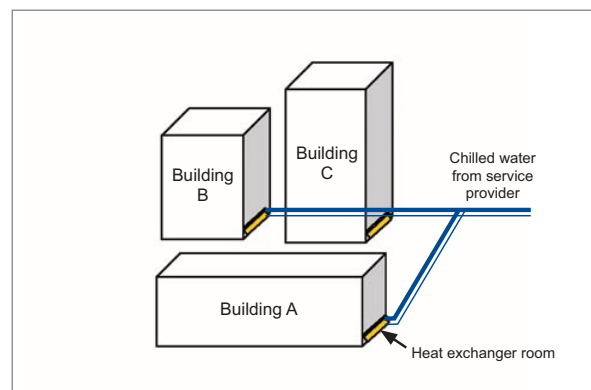 Building
B
Building
C
Chilled water
from service
provider
Building A
Heat exchanger room